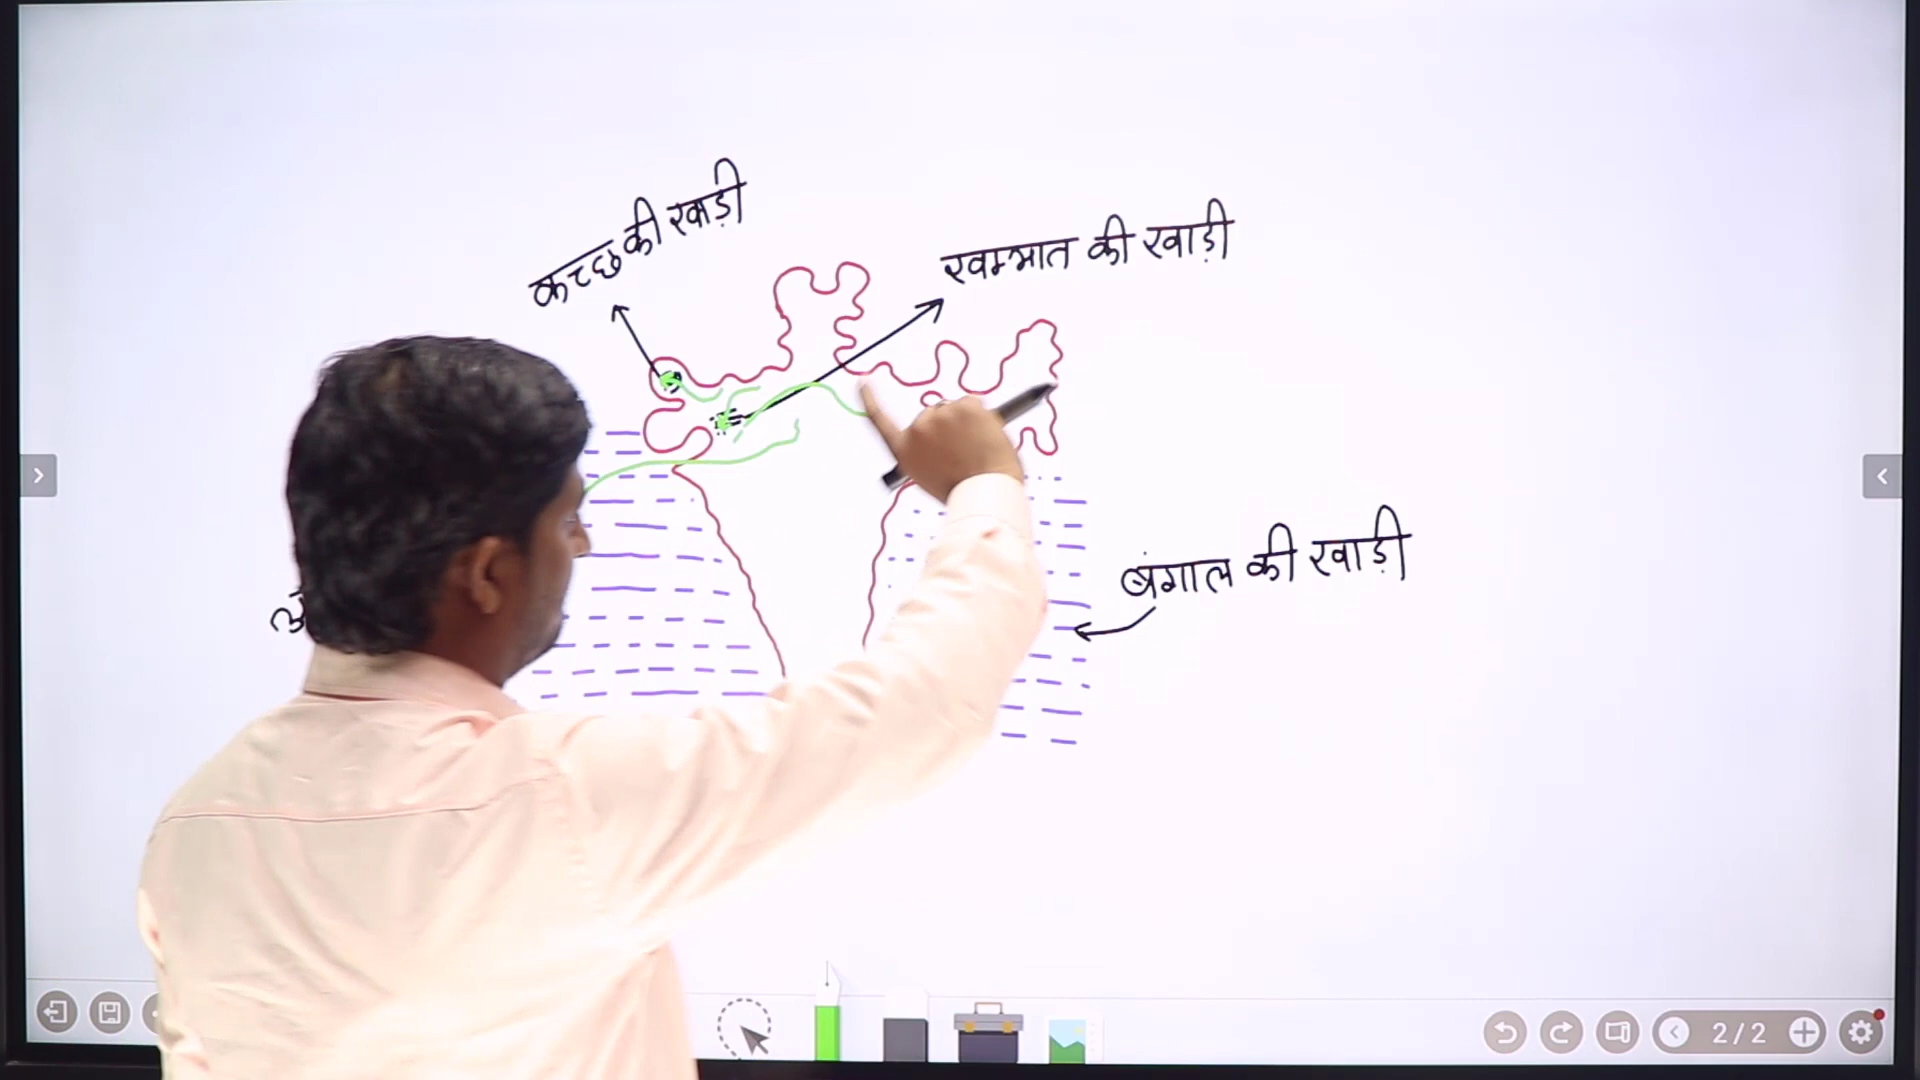 कच्छ की खाड़ी
खम्भात की खाड़ी
बंगाल की खाड़ी
2/2